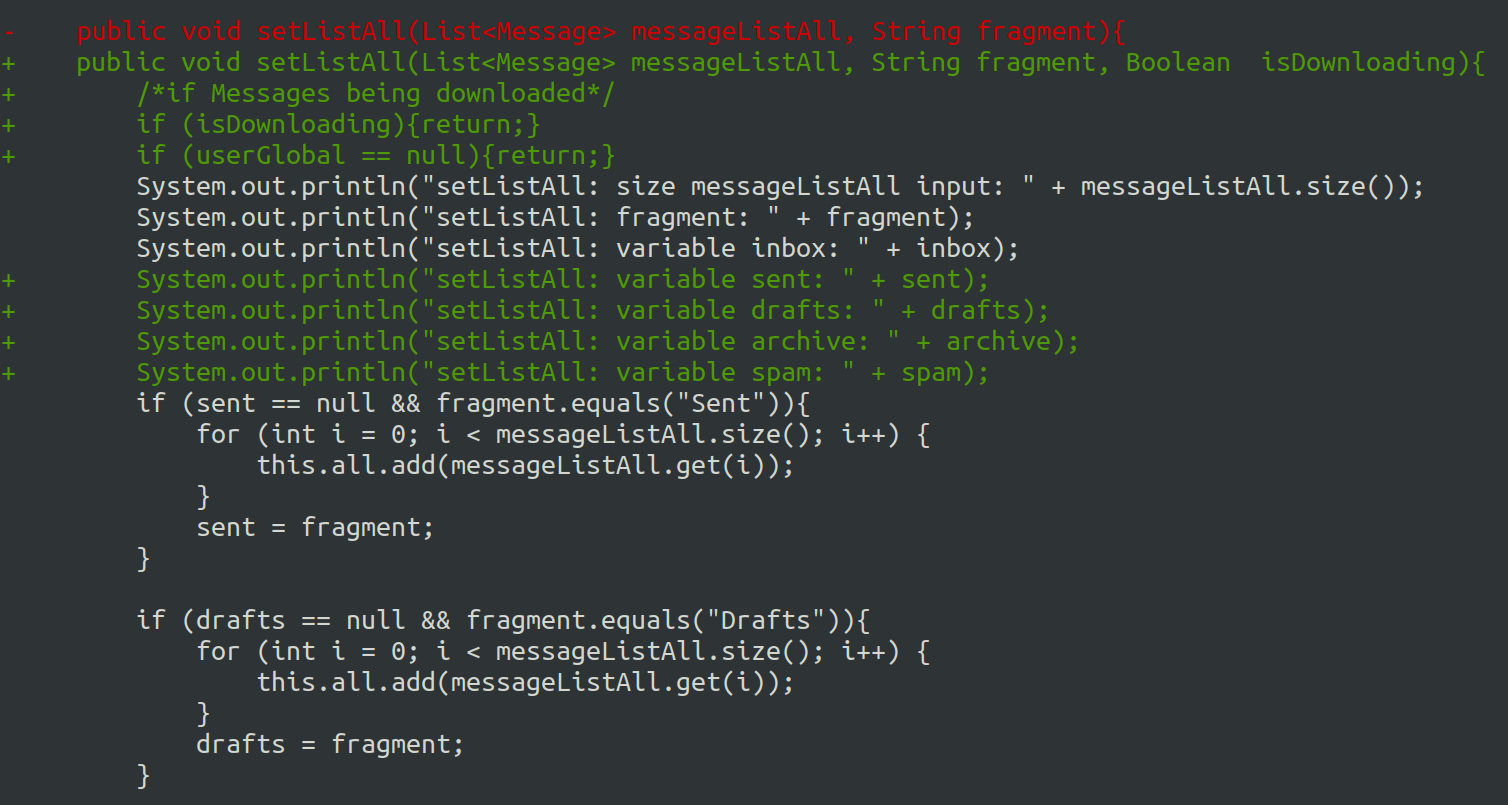 -    public void setListAll(List<Message> messageListAll, String fragment){
+    public void setListAll(List<Message> messageListAll, String fragment, Boolean  isDownloading){
+        /*if Messages being downloaded*/
+        if (isDownloading){return;}
+        if (userGlobal == null){return;}
         System.out.println("setListAll: size messageListAll input: " + messageListAll.size());
         System.out.println("setListAll: fragment: " + fragment);
         System.out.println("setListAll: variable inbox: " + inbox);
+        System.out.println("setListAll: variable sent: " + sent);
+        System.out.println("setListAll: variable drafts: " + drafts);
+        System.out.println("setListAll: variable archive: " + archive);
+        System.out.println("setListAll: variable spam: " + spam);
         if (sent == null && fragment.equals("Sent")){
             for (int i = 0; i < messageListAll.size(); i++) {
                 this.all.add(messageListAll.get(i));
             }
             sent = fragment;
         }

         if (drafts == null && fragment.equals("Drafts")){
             for (int i = 0; i < messageListAll.size(); i++) {
                 this.all.add(messageListAll.get(i));
             }
             drafts = fragment;
         }